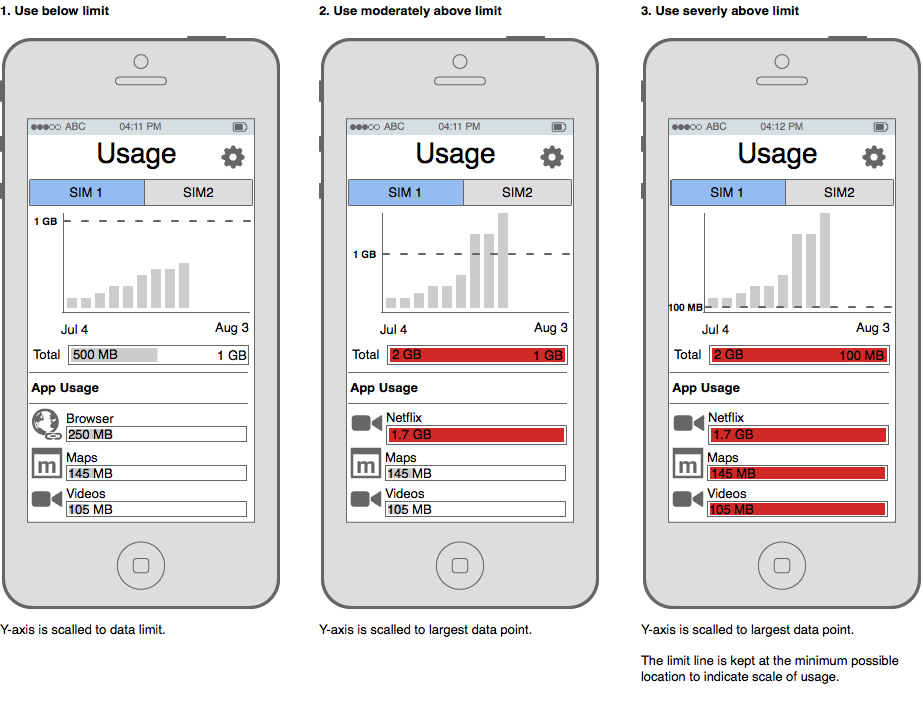 1. Use below limit
ABC 04:11 PM
Usage
SIM 1 SIM2
1 GB
Jul 4 Aug 3
Total 500 MB 1 GB
App Usage
Browser
250 MB
m Maps
145 MB
Videos
105 MB
Y-axis is scalled to data limit.
2. Use moderately above limit
ABC 04:11 PM
Usage
SIM 1 SIM2
1 GB
Jul 4 Aug 3
Total 2 GB 1 GB
App Usage
Netflix
1.7 GB
m Maps
145 MB
Videos
105 MB
Y-axis is scalled to largest data point.
3. Use severly above limit
ABC 04:12 PM
Usage
SIM 1 SIM2
100 MB
Jul 4 Aug 3
Total 2 GB 100 MB
App Usage
Netflix
1.7 GB
m Maps
145 MB
Videos
105 MB
Y-axis is scalled to largest data point.
The limit line is kept at the minimum possible
location to indicate scale of usage.